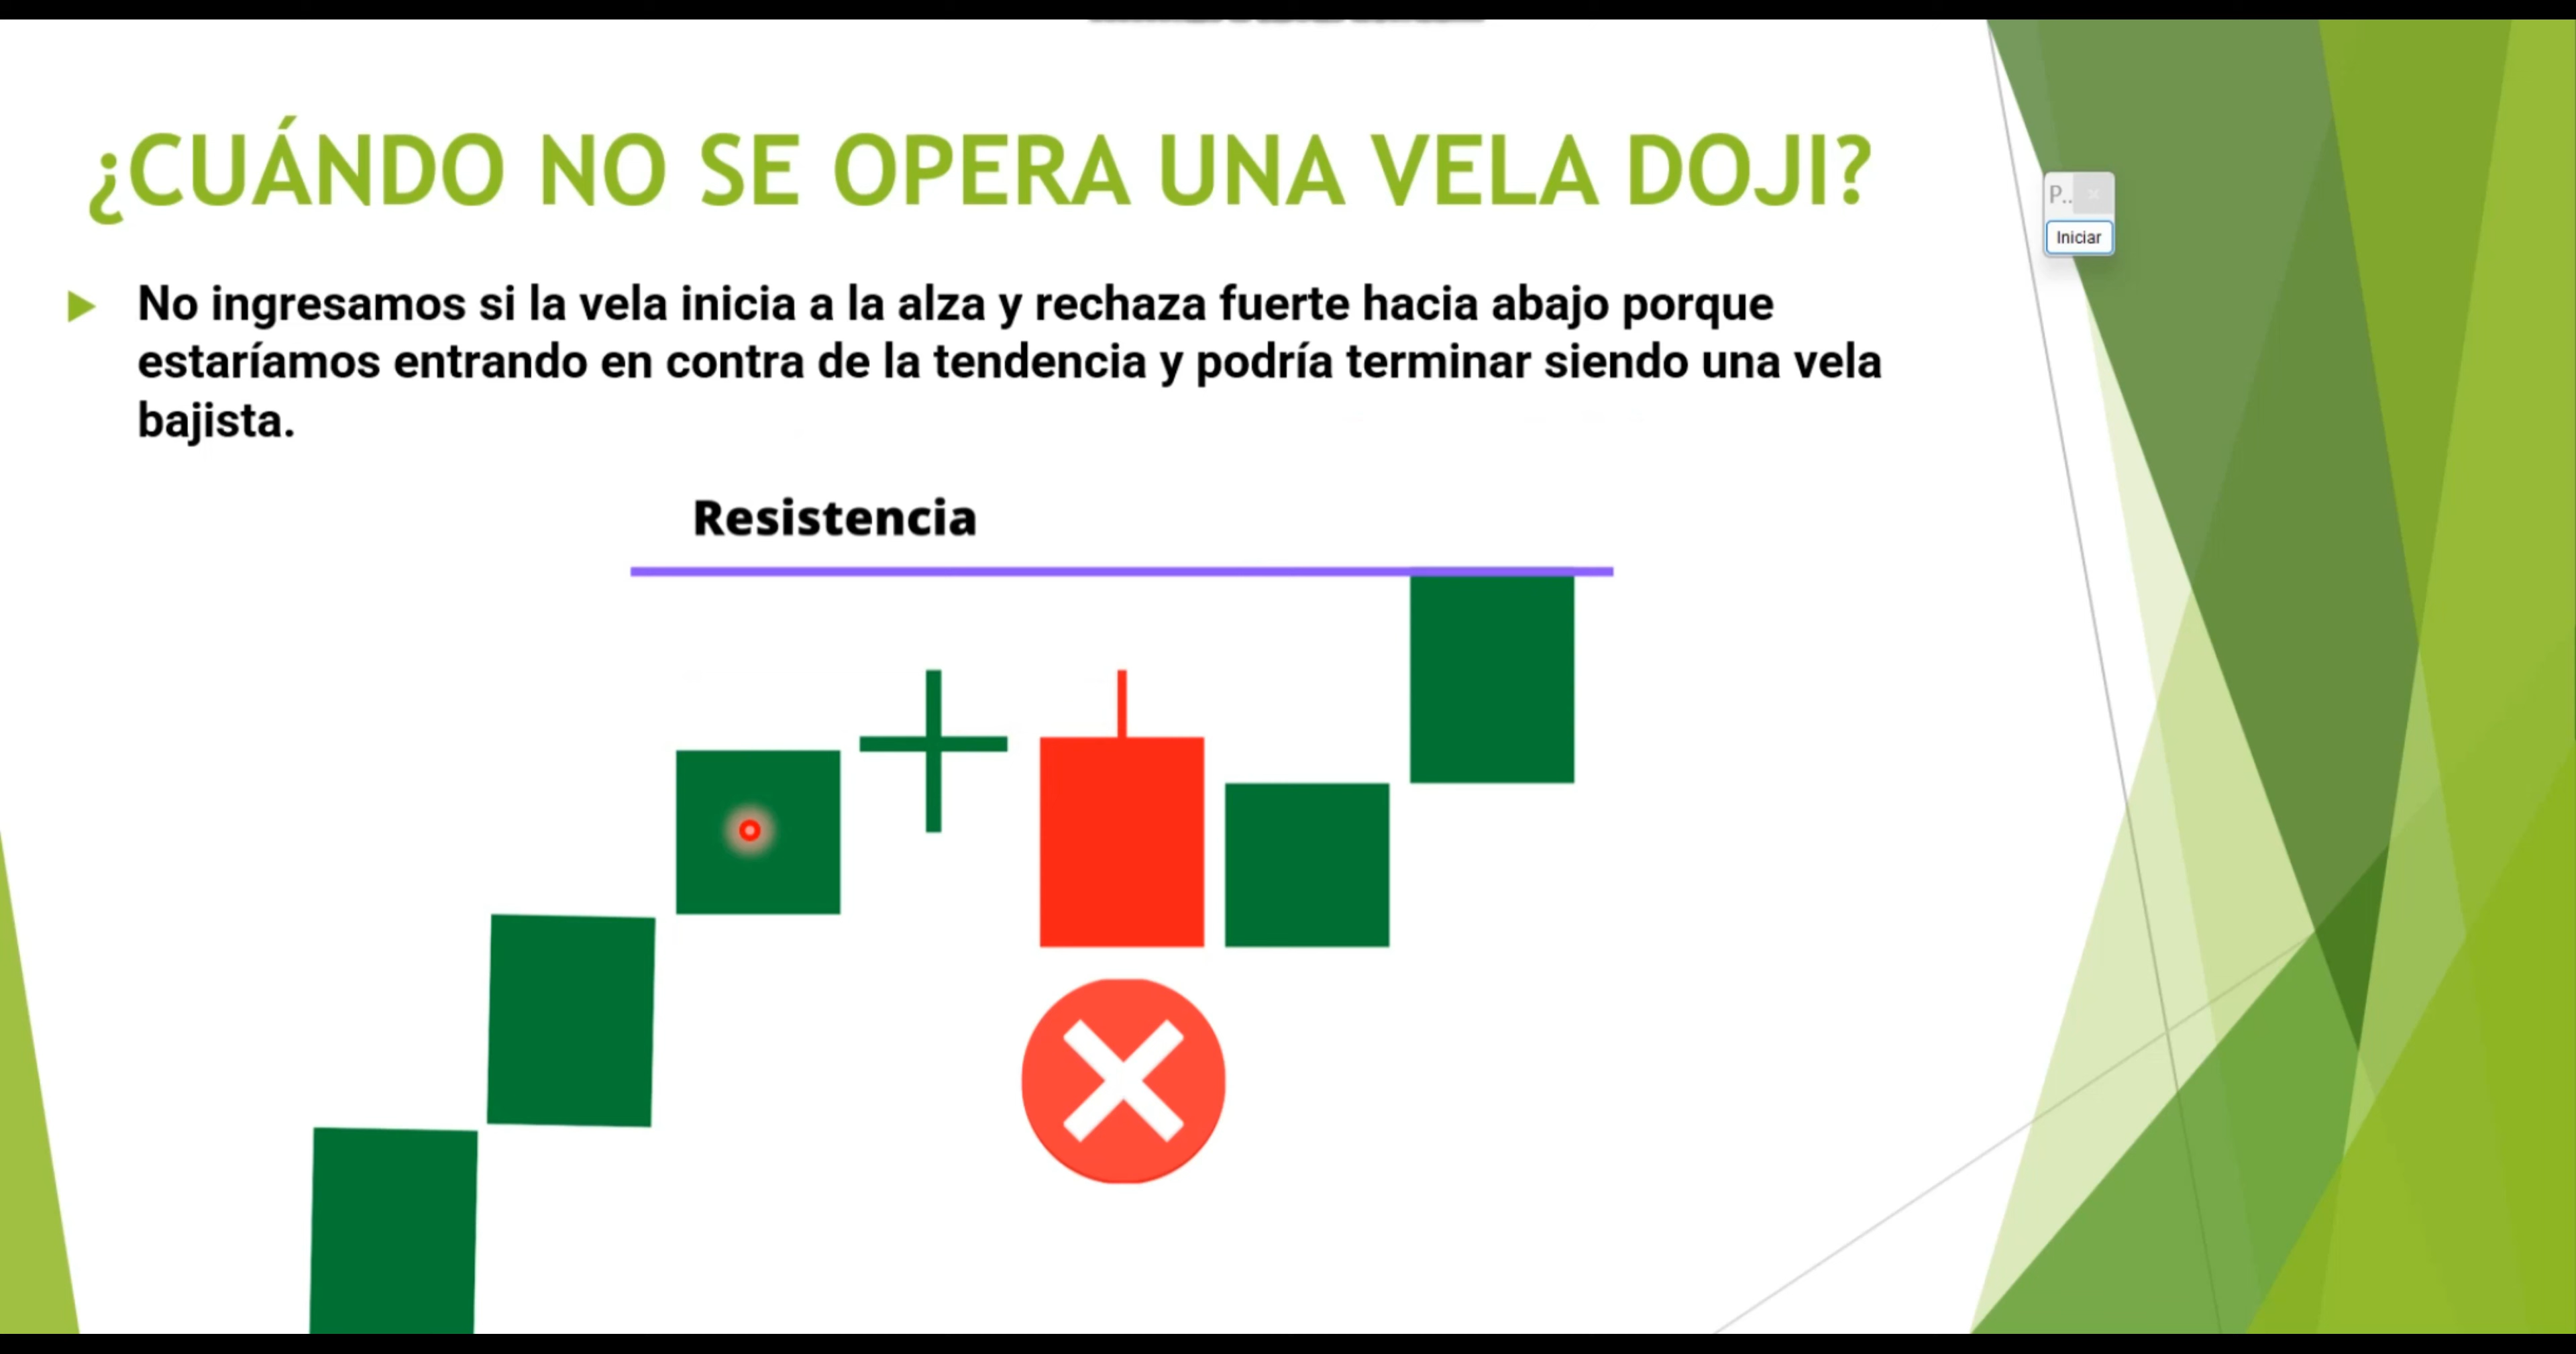 ¿CUÁNDO NO SE OPERA UNA VELA DOJI?
P..
Iniciar
No ingresamos si la vela inicia a la alza y rechaza fuerte hacia abajo porque
estaríamos entrando en contra de la tendencia y podría terminar siendo una vela
bajista.
Resistencia